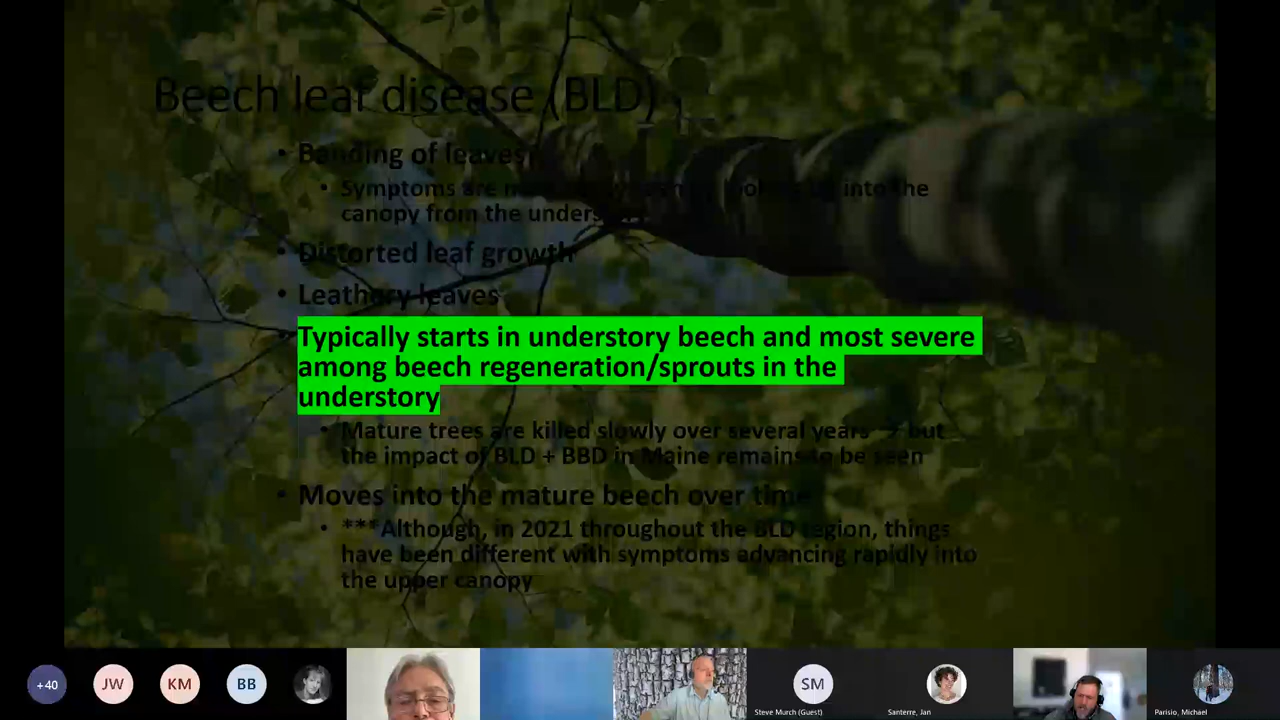 Beech leaf disease (BLD)
• Banding of leaves
• Symptoms are looking up into the
canopy from the understory
• Distorted leaf growth
• Leathery leaves
Typically starts in understory beech and most severe
among beech regeneration/sprouts in the
understory
• Mature trees are killed slowly over several years → but
the impact of BLD + BBD in Maine remains to be seen
• Moves into the mature beech over time
• ***Although, in 2021 throughout the BLD region, things
have been different with symptoms advancing rapidly into
the upper canopy
+40
JW
KM
BB
SM
Steve Murch (Guest)
Santerre, Jan
Parisio, Michael